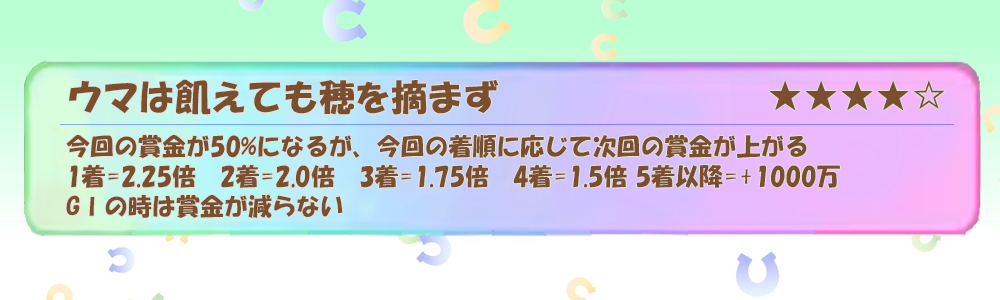 ウマは飢えても穂を摘まず ★★★★☆
今回の賞金が50%になるが、今回の着順に応じて次回の賞金が上がる
1着=2.25倍　2着=2.0倍　3着=1.75倍　4着=1.5倍 5着以降=+1000万
GⅠの時は賞金が減らない